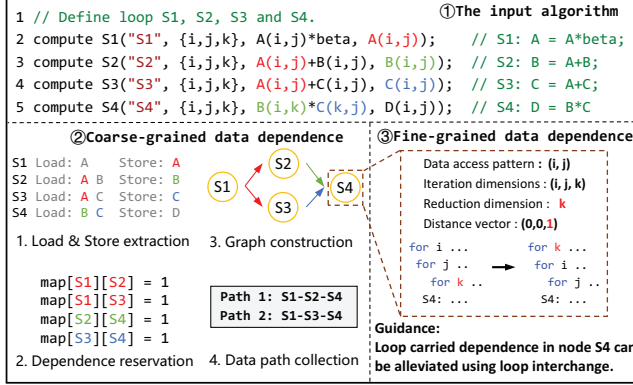 ①The input algorithm
1 // Define loop S1, S2, S3 and S4.
2 compute S1("S1", {i,j,k}, A(i,j)*beta, A(i,j)); // S1: A = A*beta;
3 compute S2("S2", {i,j,k}, A(i,j)+B(i,j), B(i,j)); // S2: B = A+B;
4 compute S3("S3", {i,j,k}, A(i,j)+C(i,j), C(i,j)); // S3: C = A+C;
5 compute S4("S4", {i,j,k}, B(i,k)*C(k,j), D(i,j)); // S4: D = B*C
②Coarse-grained data dependence
S1 Load: A Store: A
S2 Load: A B Store: B
S3 Load: A C Store: C
S4 Load: B C Store: D
1. Load & Store extraction
S1
S2
S3
S4
3. Graph construction
map[S1][S2] = 1
map[S1][S3] = 1
map[S2][S4] = 1
map[S3][S4] = 1
2. Dependence reservation
Path 1: S1-S2-S4
Path 2: S1-S3-S4
4. Data path collection
③Fine-grained data dependence
Data access pattern : (i, j)
Iteration dimensions : (i, j, k)
Reduction dimension : k
Distance vector : (0,0,1)
for i ...
for j ..
for k ..
S4: ...
for k ...
for i ..
for j ..
S4: ...
Guidance:
Loop carried dependence in node S4 can
be alleviated using loop interchange.